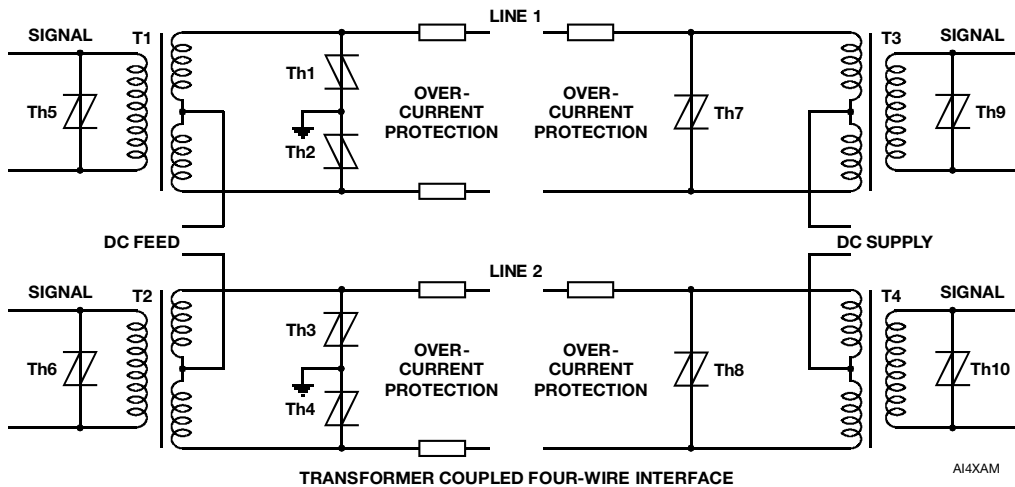 LINE 1
SIGNAL
T1
T3
SIGNAL
Th1
OVER-
CURRENT
PROTECTION
OVER-
CURRENT
PROTECTION
Th5
Th7
Th9
Th2
DC FEED
DC SUPPLY
LINE 2
SIGNAL
T2
T4
SIGNAL
Th3
OVER-
CURRENT
PROTECTION
OVER-
CURRENT
PROTECTION
Th6
Th8
Th10
Th4
AI4XAM
TRANSFORMER COUPLED FOUR-WIRE INTERFACE